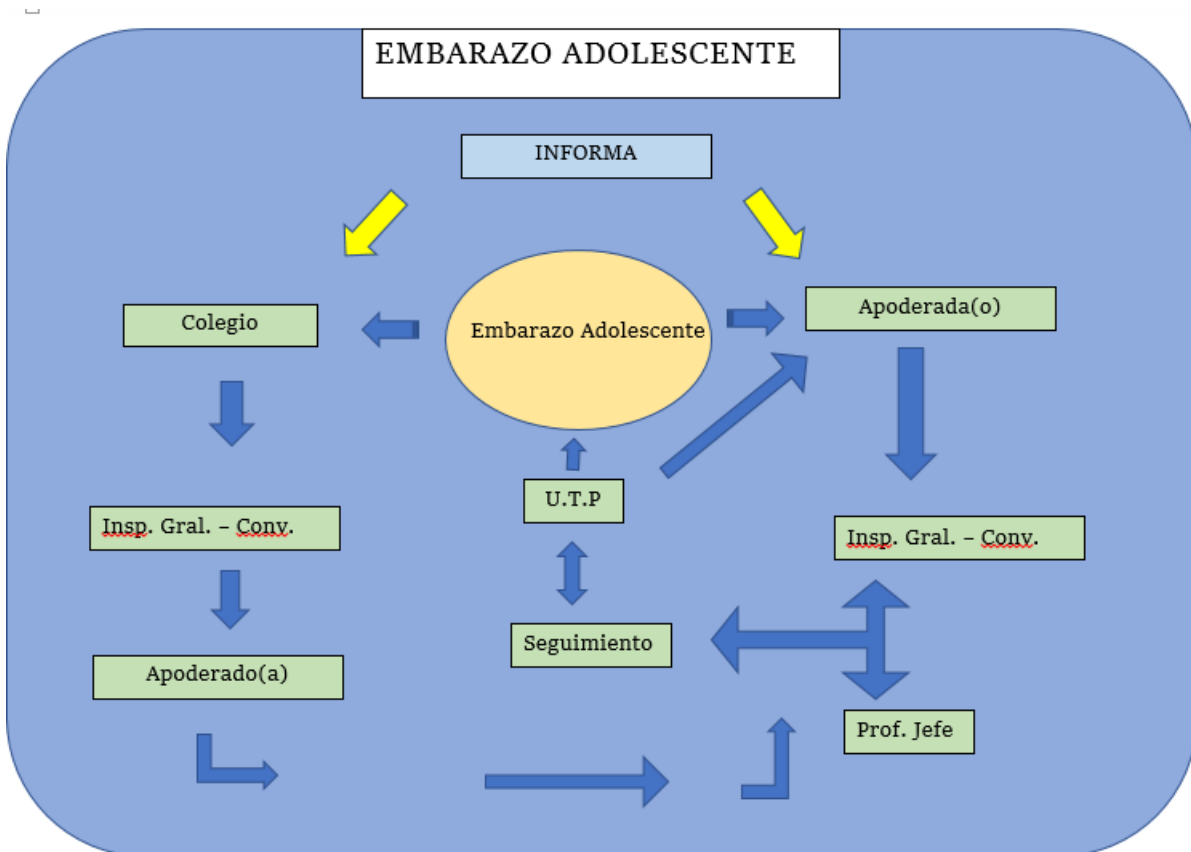 EMBARAZO ADOLESCENTE
INFORMA
Colegio
Embarazo Adolescente
Apoderada(o)
U.T.P
Insp. Gral. – Conv.
Insp. Gral. – Conv.
Seguimiento
Apoderado(a)
Prof. Jefe